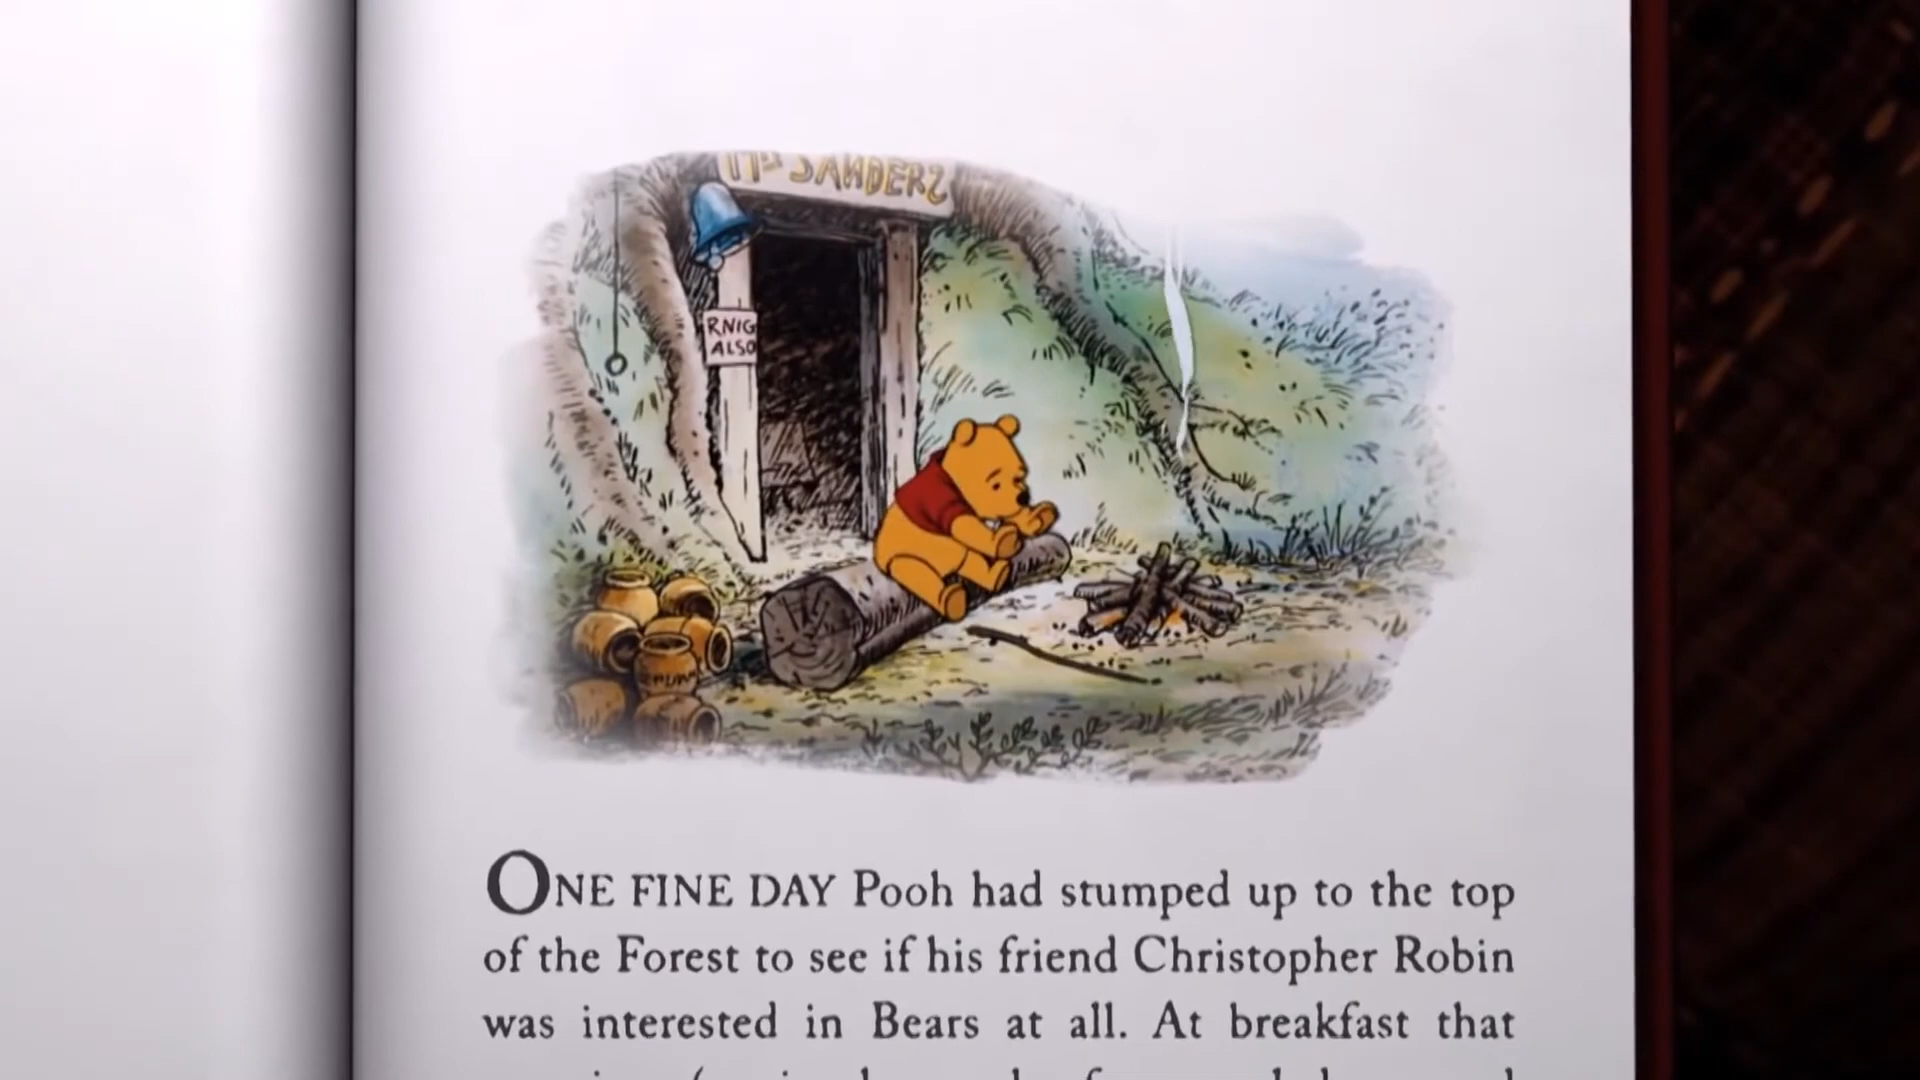 Mr SANDERS
RNIG
ALSO
ONE FINE DAY Pooh had stumped up to the top
of the Forest to see if his friend Christopher Robin
was interested in Bears at all. At breakfast that